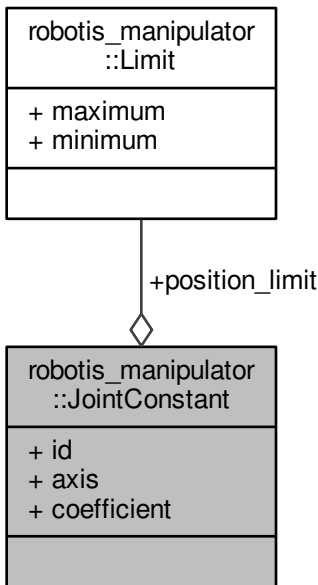 robotis_manipulator
::Limit
+ maximum
+ minimum
+position_limit
robotis_manipulator
::JointConstant
+ id
+ axis
+ coefficient